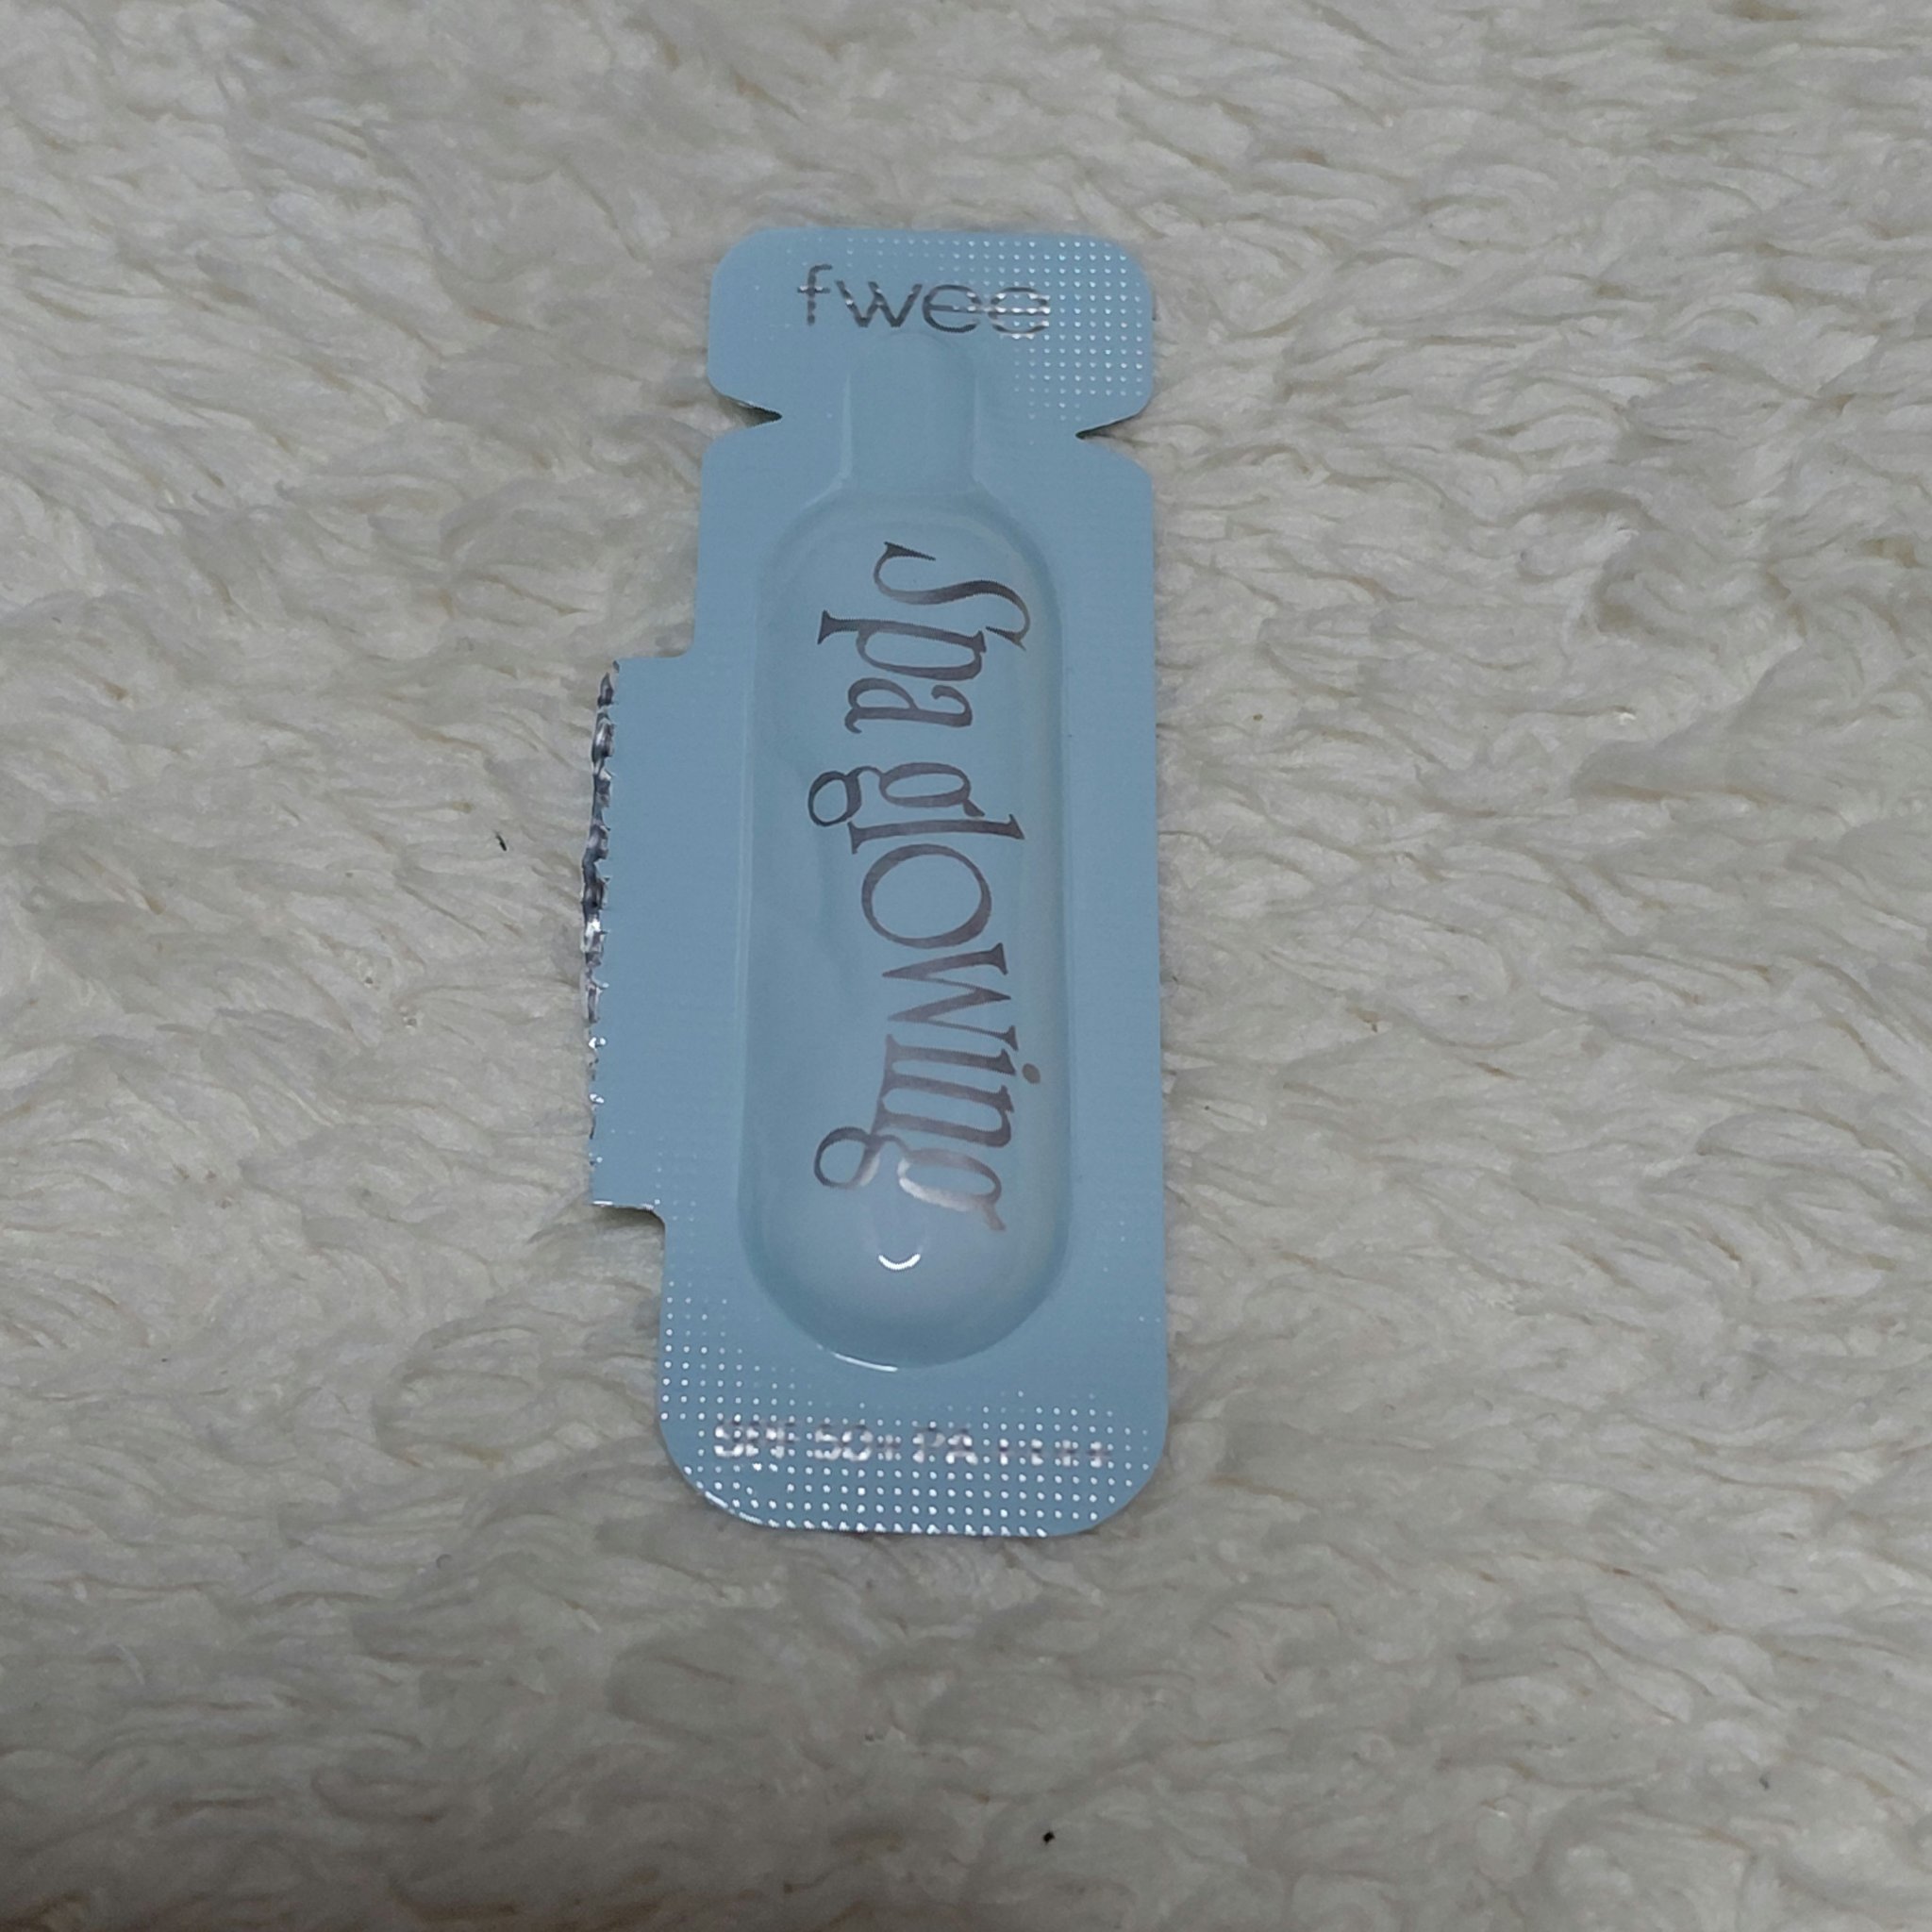 fwee
Spa glowing
SPF 50+ PA++++